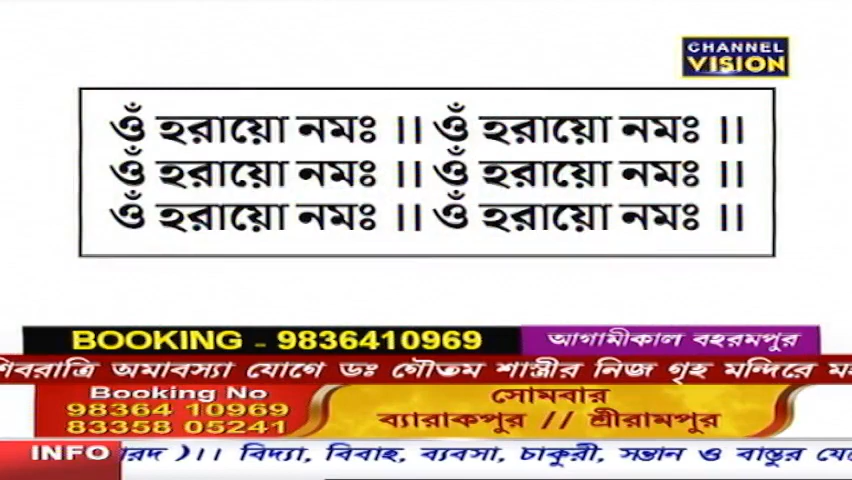 CHANNEL
VISION
ওঁ হরায়ো নমঃ ।। ওঁ হরায়ো নমঃ ।।
ওঁ হরায়ো নমঃ ।। ওঁ হরায়ো নমঃ ।।
ওঁ হরায়ো নমঃ ।। ওঁ হরায়ো নমঃ ।।
BOOKING - 9836410969 আগামীকাল বহরমপুর
শিবরাত্রি অমাবস্যা যোগে ডঃ গৌতম শাস্ত্রীর নিজ গৃহ মন্দিরে
Booking No
98364 10969
83358 05241
সোমবার
ব্যারাকপুর // শ্রীরামপুর
INFO রদ )।। বিদ্যা, বিবাহ, ব্যবসা, চাকুরী, সন্তান ও বাস্তুর